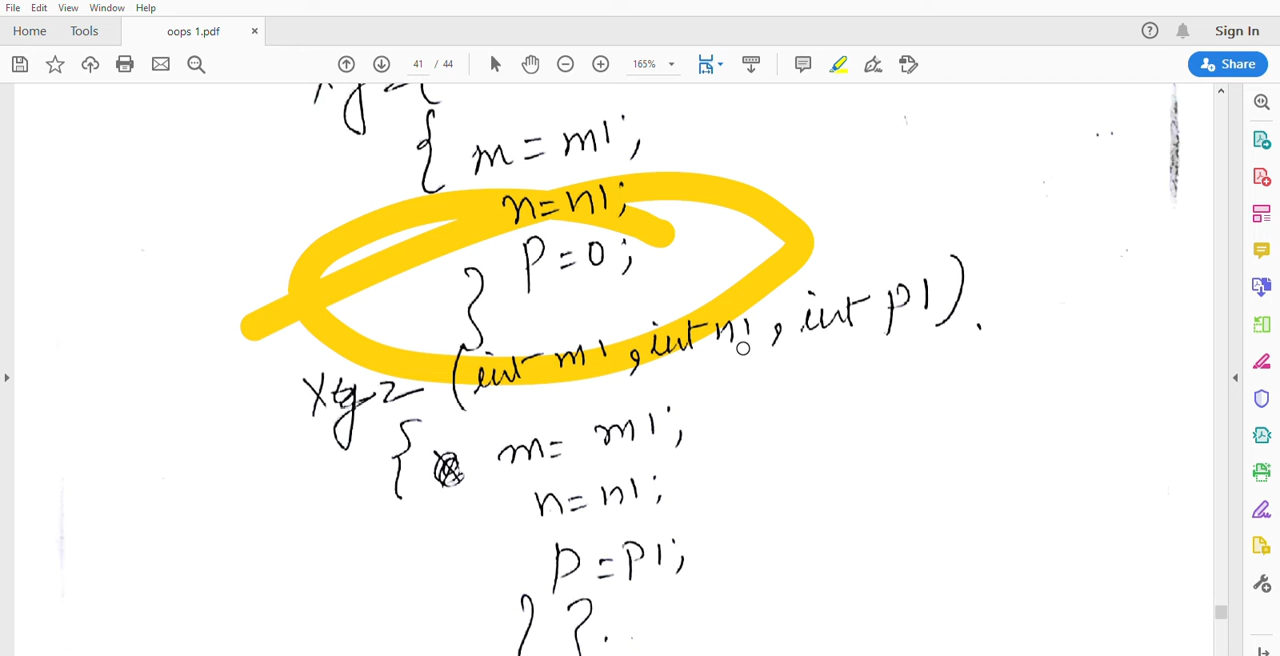 File Edit View Window Help
Home Tools oops 1.pdf × Sign In
41 / 44 165% Share
{ m = m1;
n = n1;
p = 0;
}
xyz (int m1, int n1, int p1).
{ m = m1;
n = n1;
p = p1;
} }.